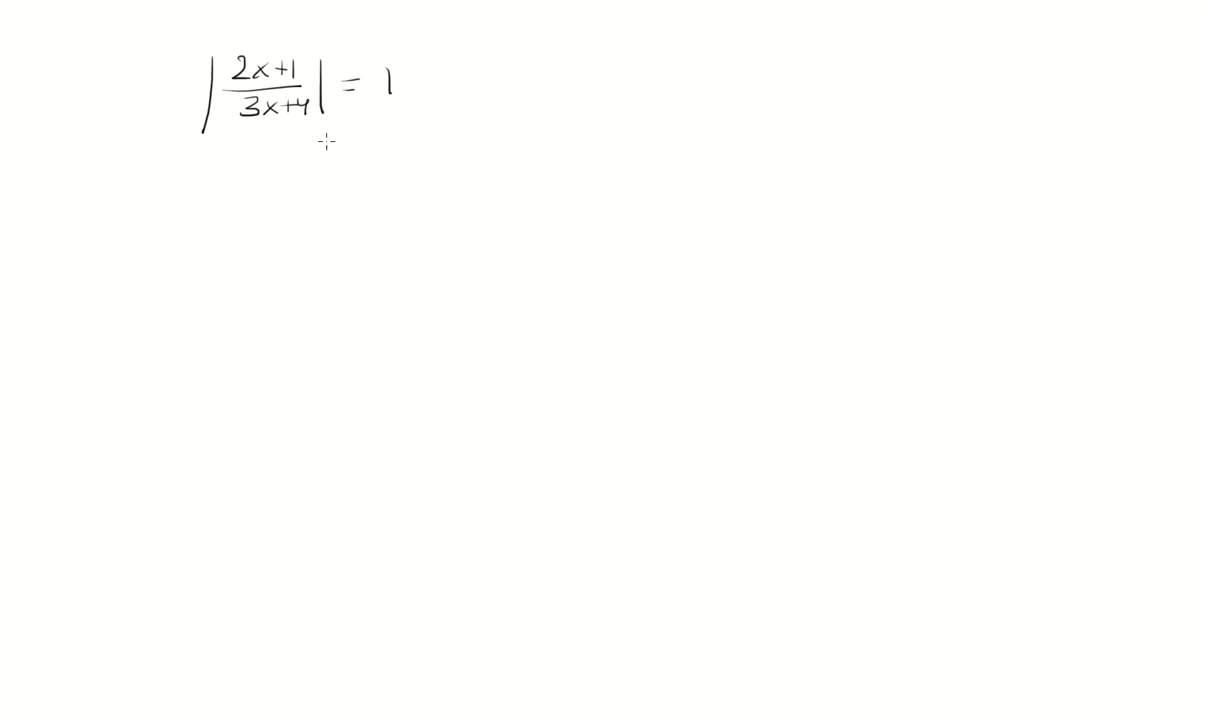 |(2x+1)/(3x+4)| = 1